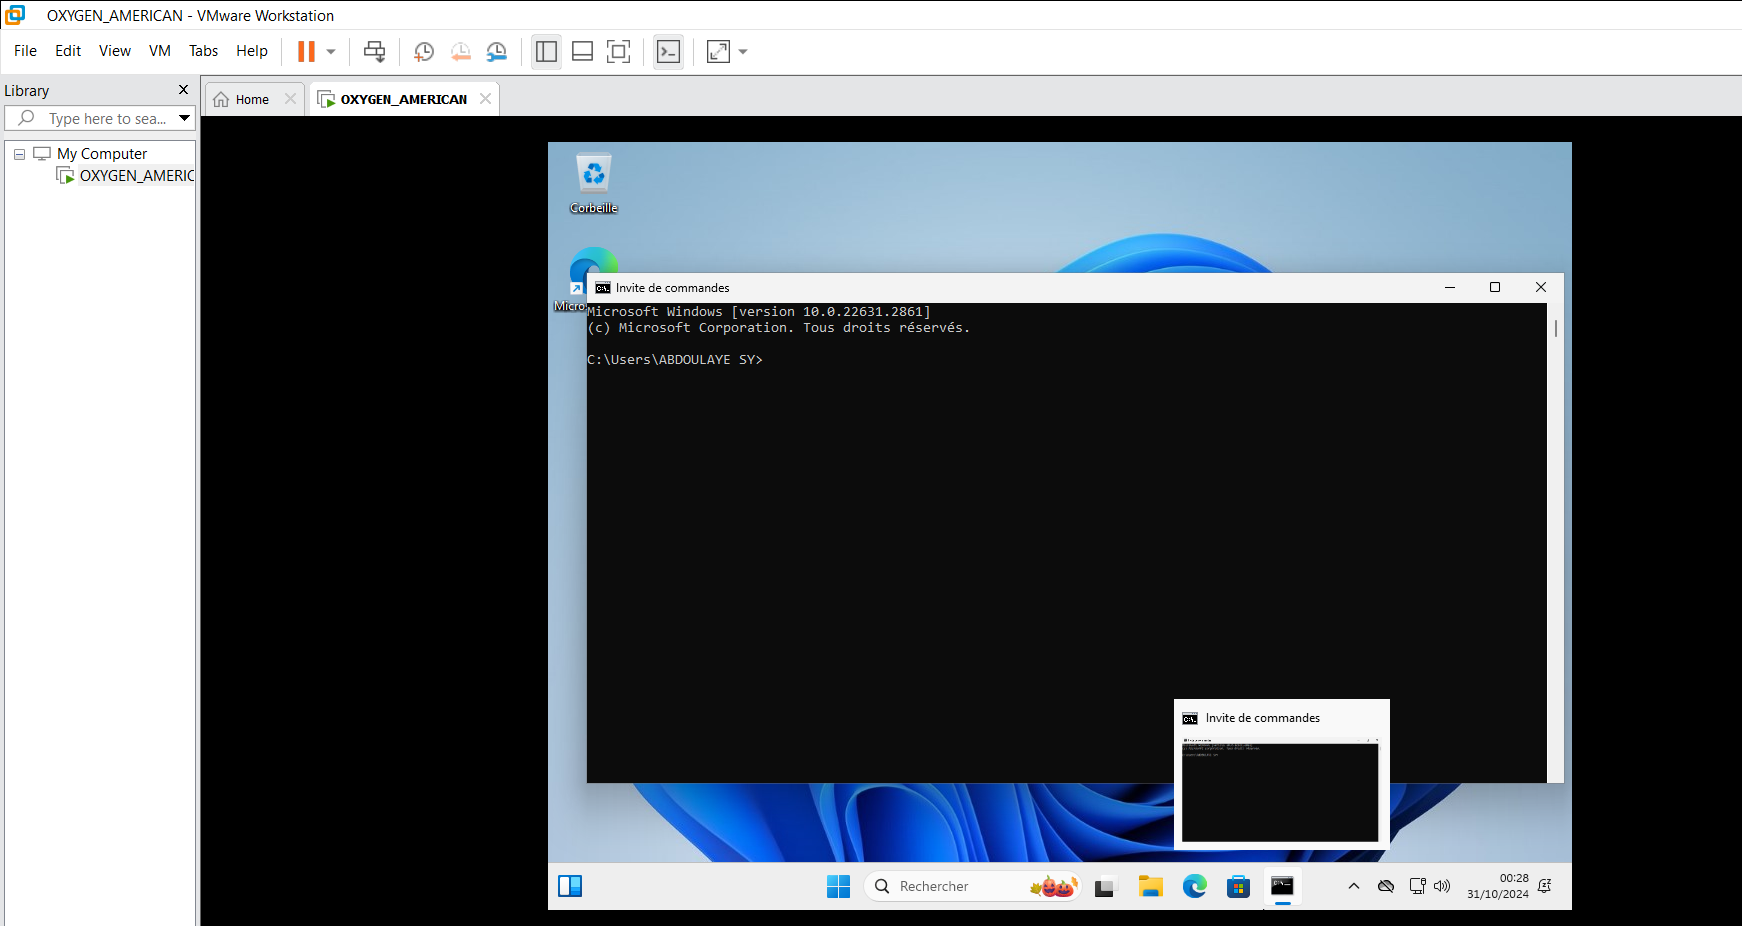 OXYGEN_AMERICAN - VMware Workstation
File Edit View VM Tabs Help
Library
Type here to sea...
My Computer
OXYGEN_AMERIC
Home
OXYGEN_AMERICAN
Corbeille
Micro
Invite de commandes
Microsoft Windows [version 10.0.22631.2861]
(c) Microsoft Corporation. Tous droits réservés.
C:\Users\ABDOULAYE SY>
Invite de commandes
Rechercher
00:28
31/10/2024